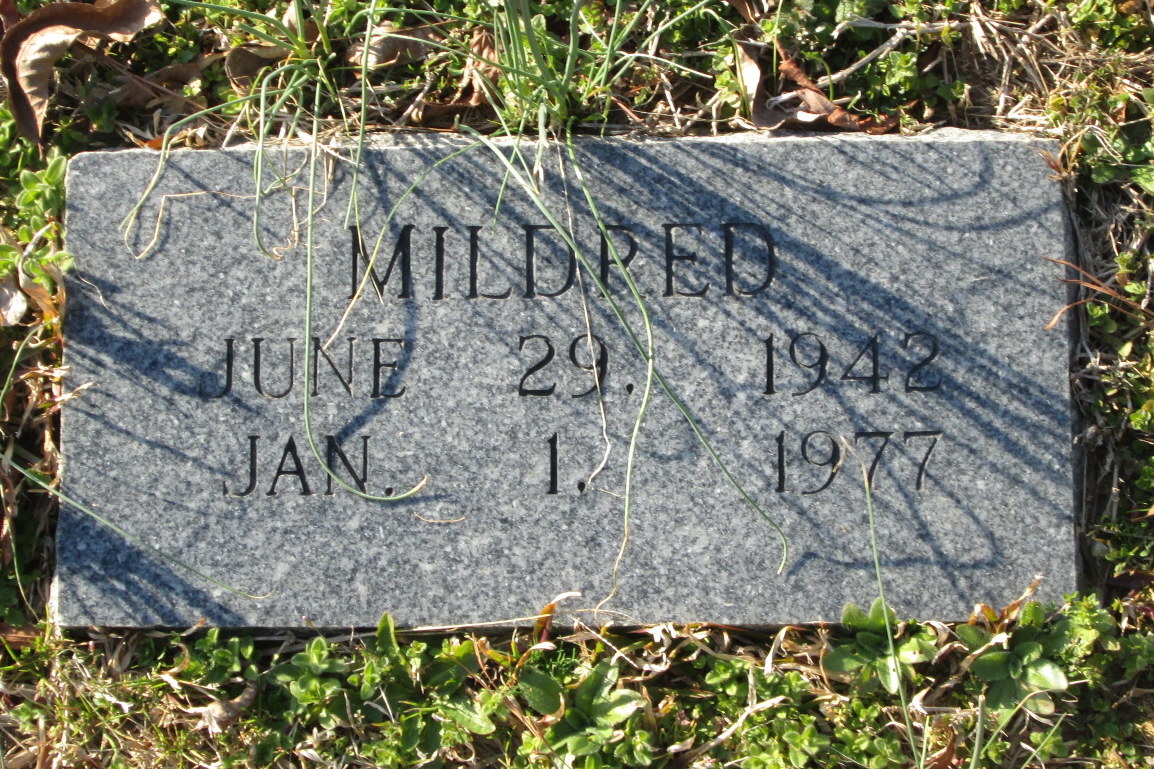 MILDRED
JUNE 29. 1942
JAN. 1. 1977